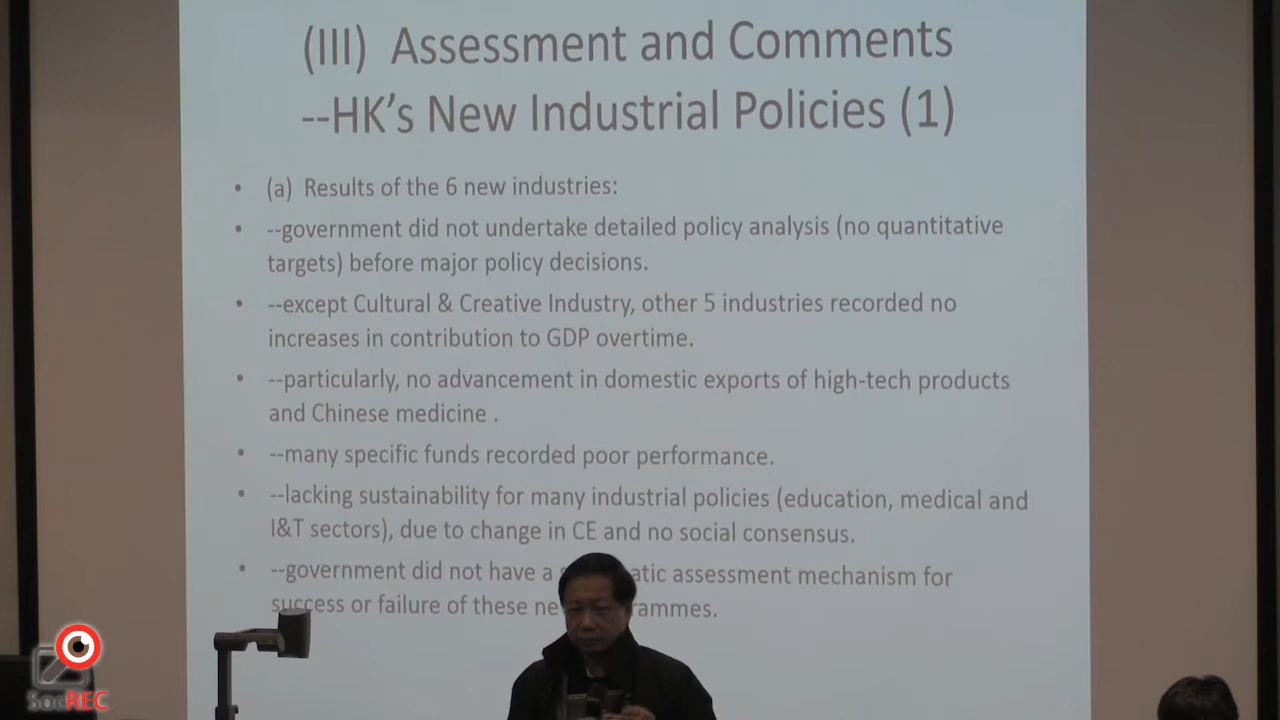 (III) Assessment and Comments
--HK's New Industrial Policies (1)
• (a) Results of the 6 new industries:
• --government did not undertake detailed policy analysis (no quantitative
targets) before major policy decisions.
• --except Cultural & Creative Industry, other 5 industries recorded no
increases in contribution to GDP overtime.
• --particularly, no advancement in domestic exports of high-tech products
and Chinese medicine .
• --many specific funds recorded poor performance.
• --lacking sustainability for many industrial policies (education, medical and
I&T sectors), due to change in CE and no social consensus.
• --government did not have a assessment mechanism for
success or failure of these
SocREC